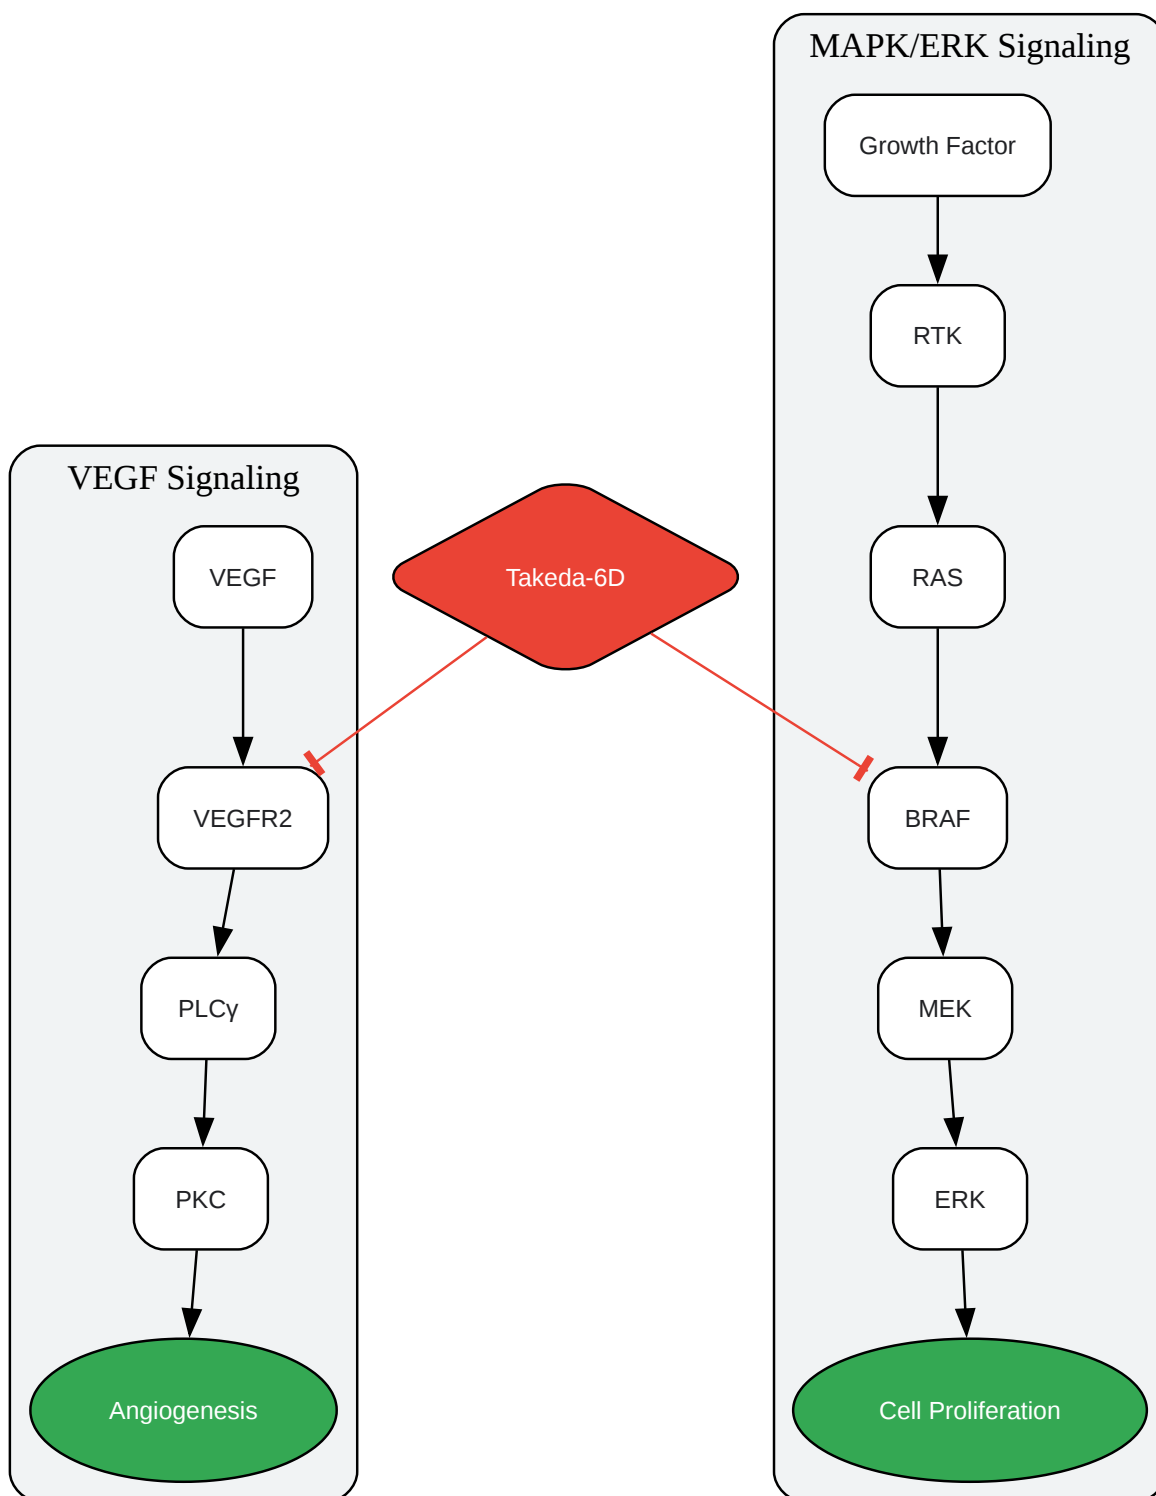 MAPK/ERK Signaling
Growth Factor
RTK
VEGF Signaling
VEGF
Takeda-6D
RAS
VEGFR2
BRAF
PLCγ
MEK
PKC
ERK
Angiogenesis
Cell Proliferation